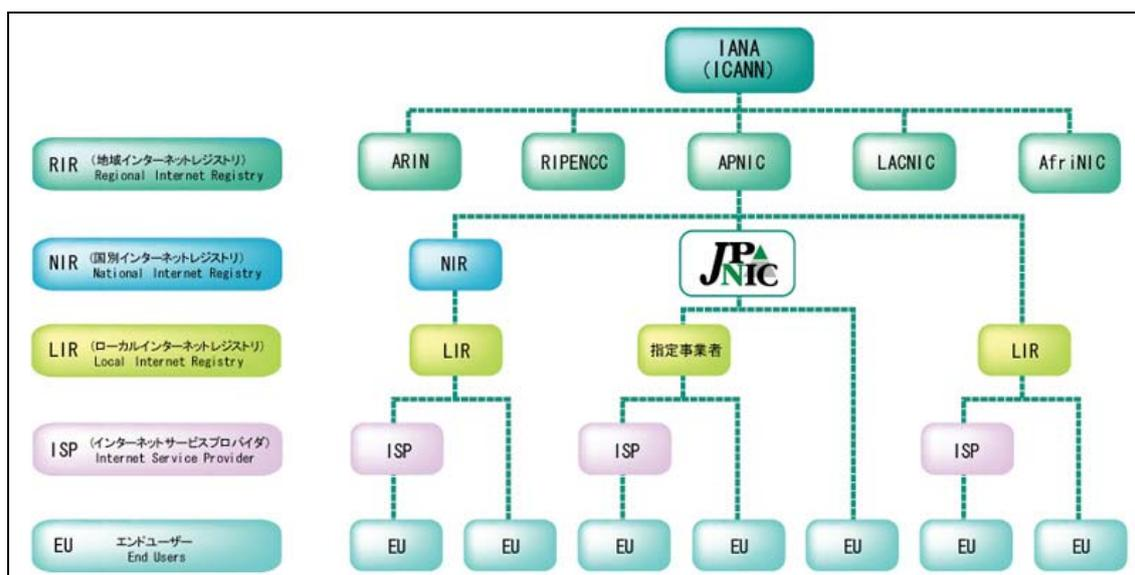 IANA
(ICANN)
RIR (地域インターネットレジストリ)
Regional Internet Registry
ARIN
RIPENCC
APNIC
LACNIC
AfriNIC
NIR (国別インターネットレジストリ)
National Internet Registry
NIR
JPNIC
LIR (ローカルインターネットレジストリ)
Local Internet Registry
LIR
指定事業者
LIR
ISP (インターネットサービスプロバイダ)
Internet Service Provider
ISP
ISP
ISP
EU エンドユーザー
End Users
EU
EU
EU
EU
EU
EU
EU